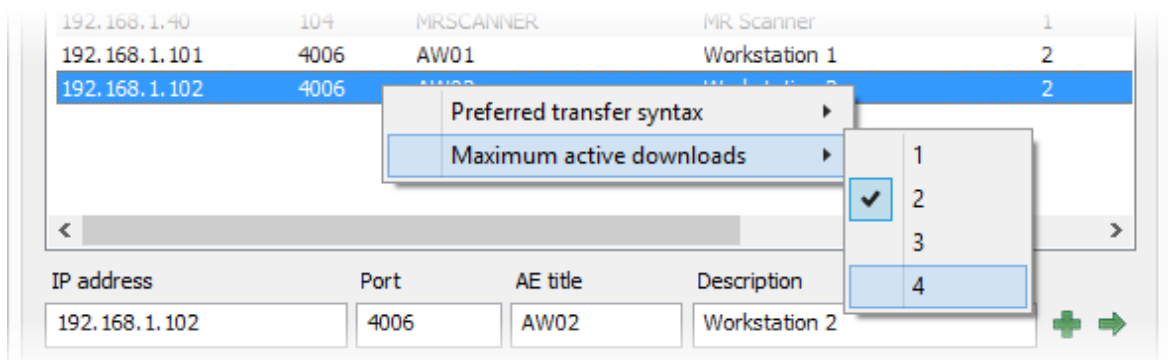 192.168.1.40 104 MRSCANNER MR Scanner 1
192.168.1.101 4006 AW01 Workstation 1 2
192.168.1.102 4006 2
Preferred transfer syntax
Maximum active downloads
1
2
3
4
IP address Port AE title Description
192.168.1.102 4006 AW02 Workstation 2